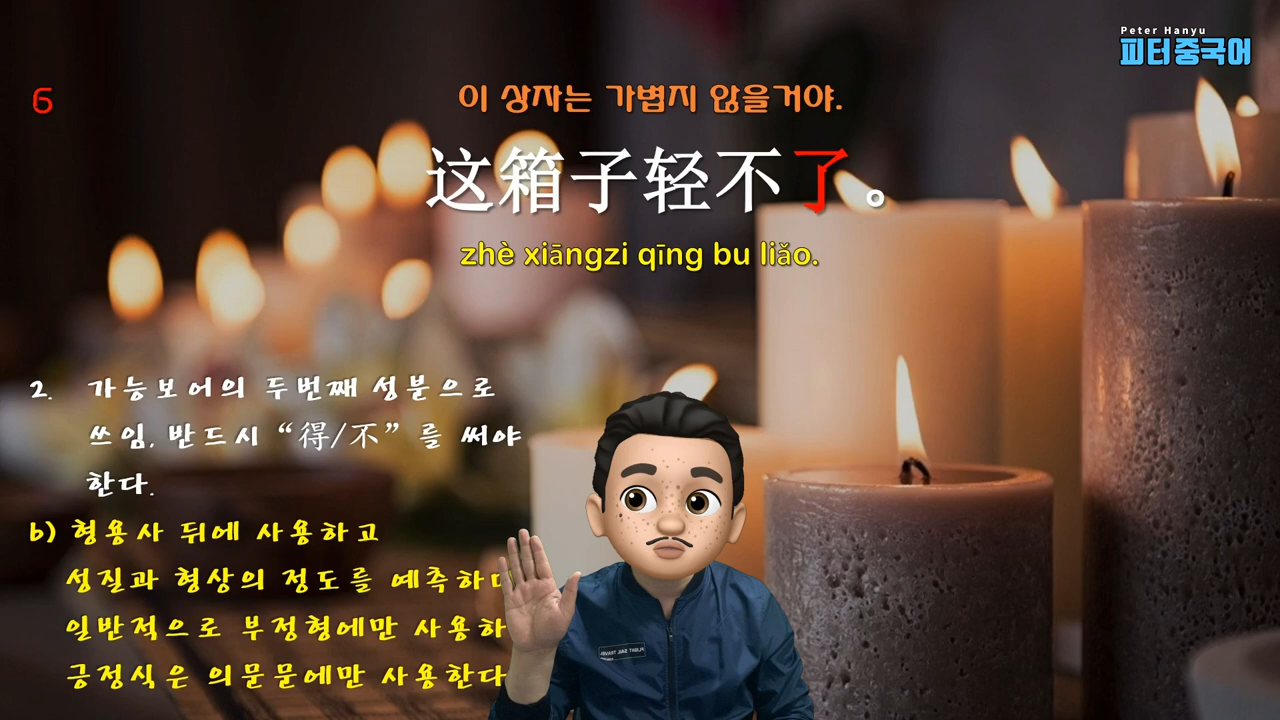 Peter Hanyu
피터 중국어
6
이 상자는 가볍지 않을거야.
这箱子轻不了。
zhè xiāngzi qīng bu liǎo.
2. 가능보어의 두번째 성분으로
쓰임. 반드시 “得/不” 를 써야
한다.
b) 형용사 뒤에 사용하고
성질과 형상의 정도를 예측하
일반적으로 부정형에만 사용하
긍정식은 의문문에만 사용한다